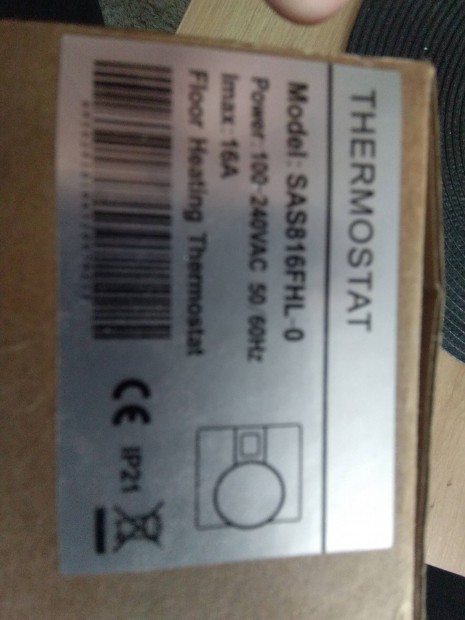 THERMOSTAT
Model: SAS816FHL-0
Power: 100-240VAC 50/60Hz
Imax: 16A
Floor Heating Thermostat
CE IP21